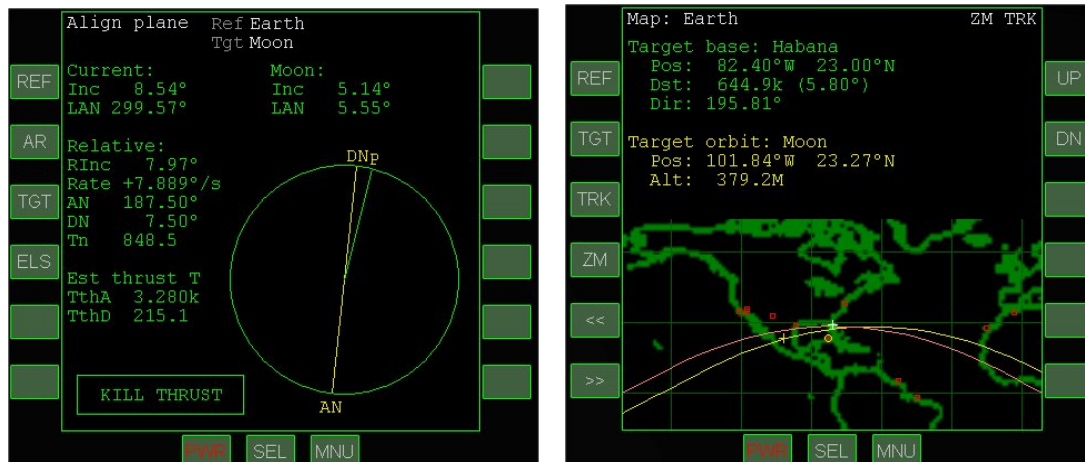 Align plane Ref Earth
Tgt Moon
Current: Moon:
Inc 8.54° Inc 5.14°
LAN 299.57° LAN 5.55°
Relative:
RInc 7.97°
Rate +7.889°/s
AN 187.50°
DN 7.50°
Tn 848.5
Est thrust T
TthA 3.280k
TthD 215.1
KILL THRUST
DN P
AN
REF
AR
TGT
ELS
PWR SEL MNU
Map: Earth ZM TRK
Target base: Habana
Pos: 82.40°W 23.00°N
Dst: 644.9k (5.80°)
Dir: 195.81°
Target orbit: Moon
Pos: 101.84°W 23.27°N
Alt: 379.2M
REF
TGT
TRK
ZM
<<
>>
UP
DN
PWR SEL MNU